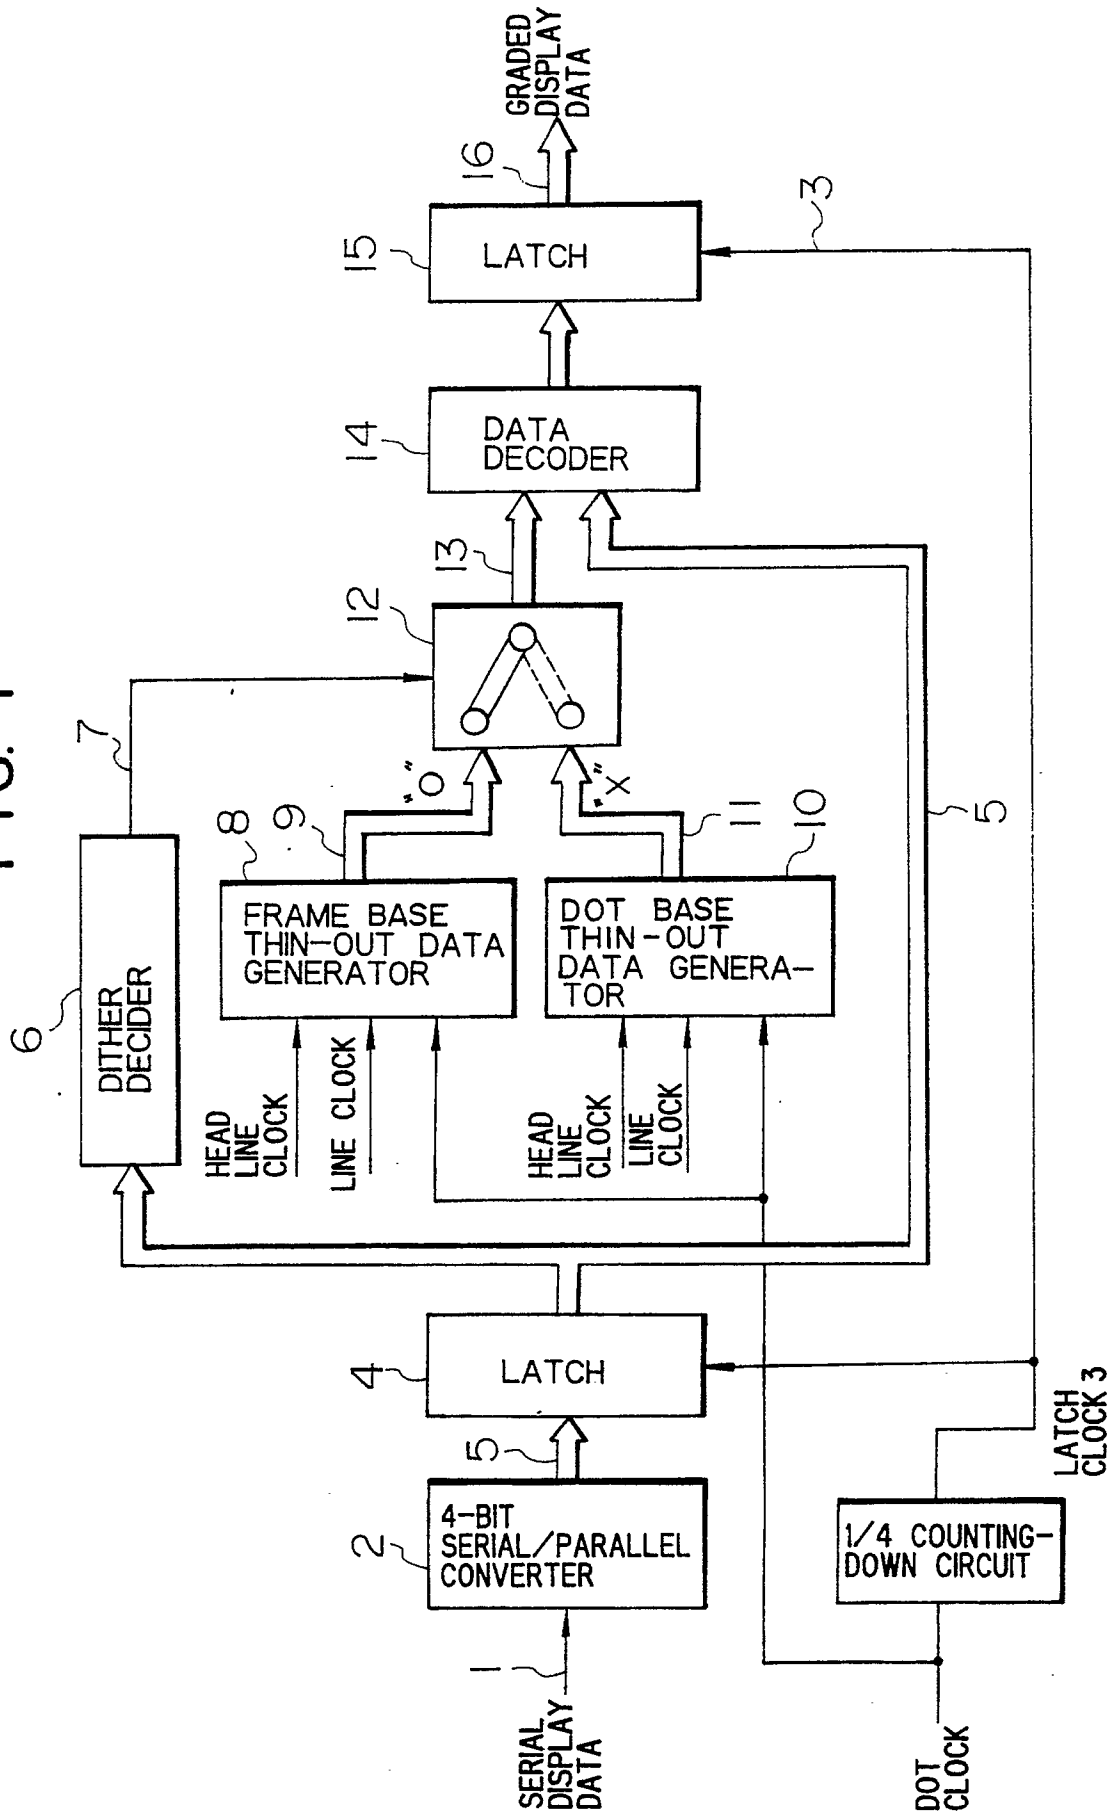 FIG. 1
SERIAL
DISPLAY
DATA
1
2
4-BIT
SERIAL/PARALLEL
CONVERTER
5
4
LATCH
DOT
CLOCK
1/4 COUNTING-
DOWN CIRCUIT
LATCH
CLOCK 3
6
DITHER
DECIDER
7
HEAD
LINE
CLOCK
LINE CLOCK
8
FRAME BASE
THIN-OUT DATA
GENERATOR
9
"O"
HEAD
LINE
CLOCK
LINE
CLOCK
DOT BASE
THIN-OUT
DATA GENERA-
TOR
10
11
"X"
12
13
5
14
DATA
DECODER
15
LATCH
16
3
GRADED
DISPLAY
DATA